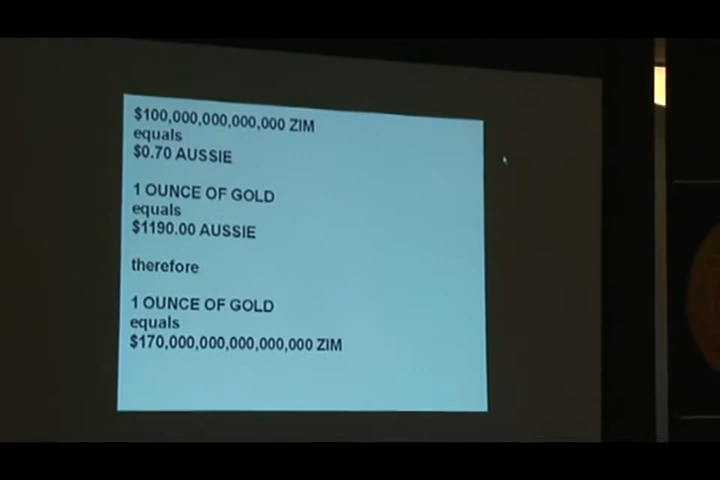 $100,000,000,000,000 ZIM
equals
$0.70 AUSSIE
1 OUNCE OF GOLD
equals
$1190.00 AUSSIE
therefore
1 OUNCE OF GOLD
equals
$170,000,000,000,000,000 ZIM